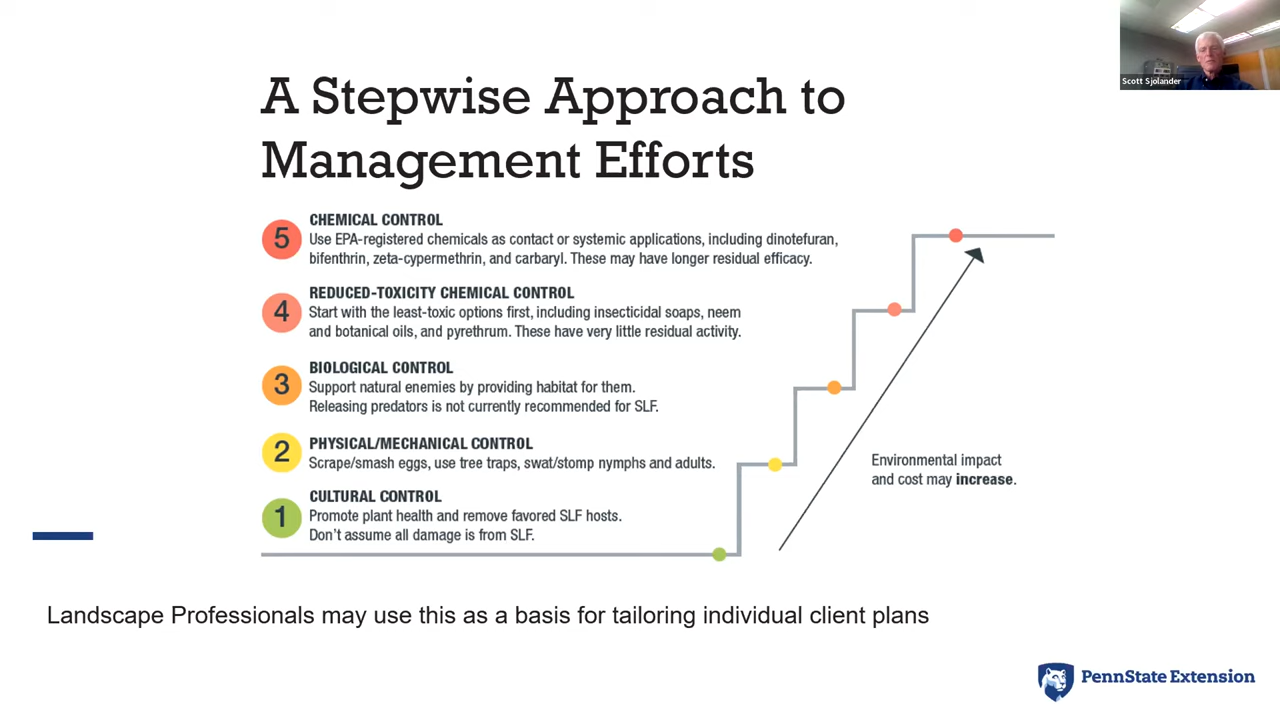 Scott Sjolander
A Stepwise Approach to
Management Efforts
5
CHEMICAL CONTROL
Use EPA-registered chemicals as contact or systemic applications, including dinotefuran,
bifenthrin, zeta-cypermethrin, and carbaryl. These may have longer residual efficacy.
4
REDUCED-TOXICITY CHEMICAL CONTROL
Start with the least-toxic options first, including insecticidal soaps, neem
and botanical oils, and pyrethrum. These have very little residual activity.
3
BIOLOGICAL CONTROL
Support natural enemies by providing habitat for them.
Releasing predators is not currently recommended for SLF.
2
PHYSICAL/MECHANICAL CONTROL
Scrape/smash eggs, use tree traps, swat/stomp nymphs and adults.
1
CULTURAL CONTROL
Promote plant health and remove favored SLF hosts.
Don't assume all damage is from SLF.
Environmental impact
and cost may increase.
Landscape Professionals may use this as a basis for tailoring individual client plans
PennState Extension